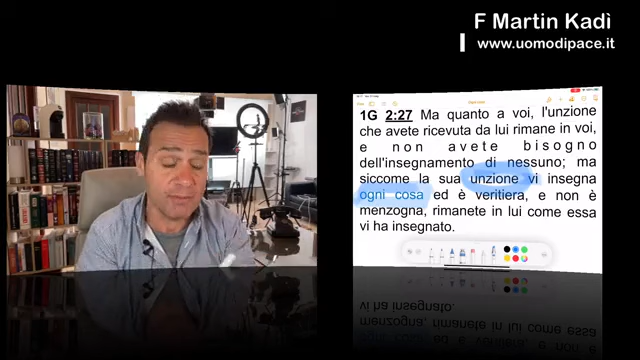 F Martin Kadì
www.uomodipace.it
1G 2:27 Ma quanto a voi, l'unzione
che avete ricevuta da lui rimane in voi,
e non avete bisogno
dell'insegnamento di nessuno; ma
siccome la sua unzione vi insegna
ogni cosa ed è veritiera, e non è
menzogna, rimanete in lui come essa
vi ha insegnato.